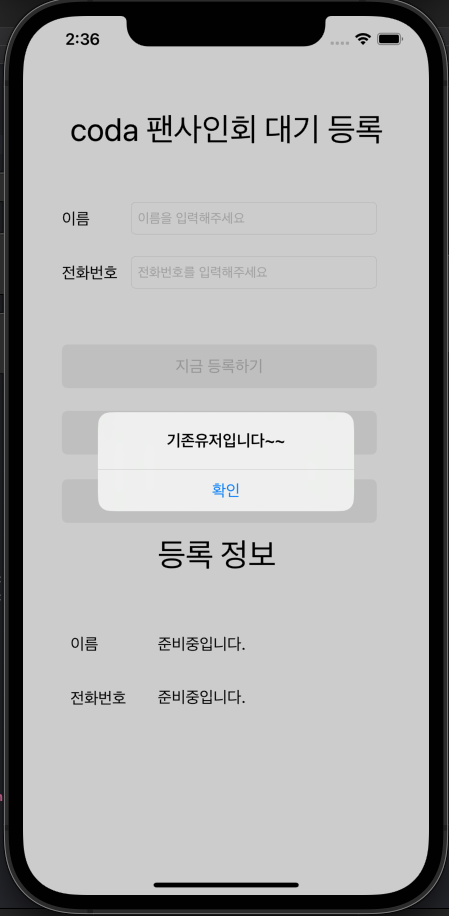 2:36
coda 팬사인회 대기 등록
이름
이름을 입력해주세요
전화번호
전화번호를 입력해주세요
지금 등록하기
기존유저입니다~~
확인
등록 정보
이름
준비중입니다.
전화번호
준비중입니다.